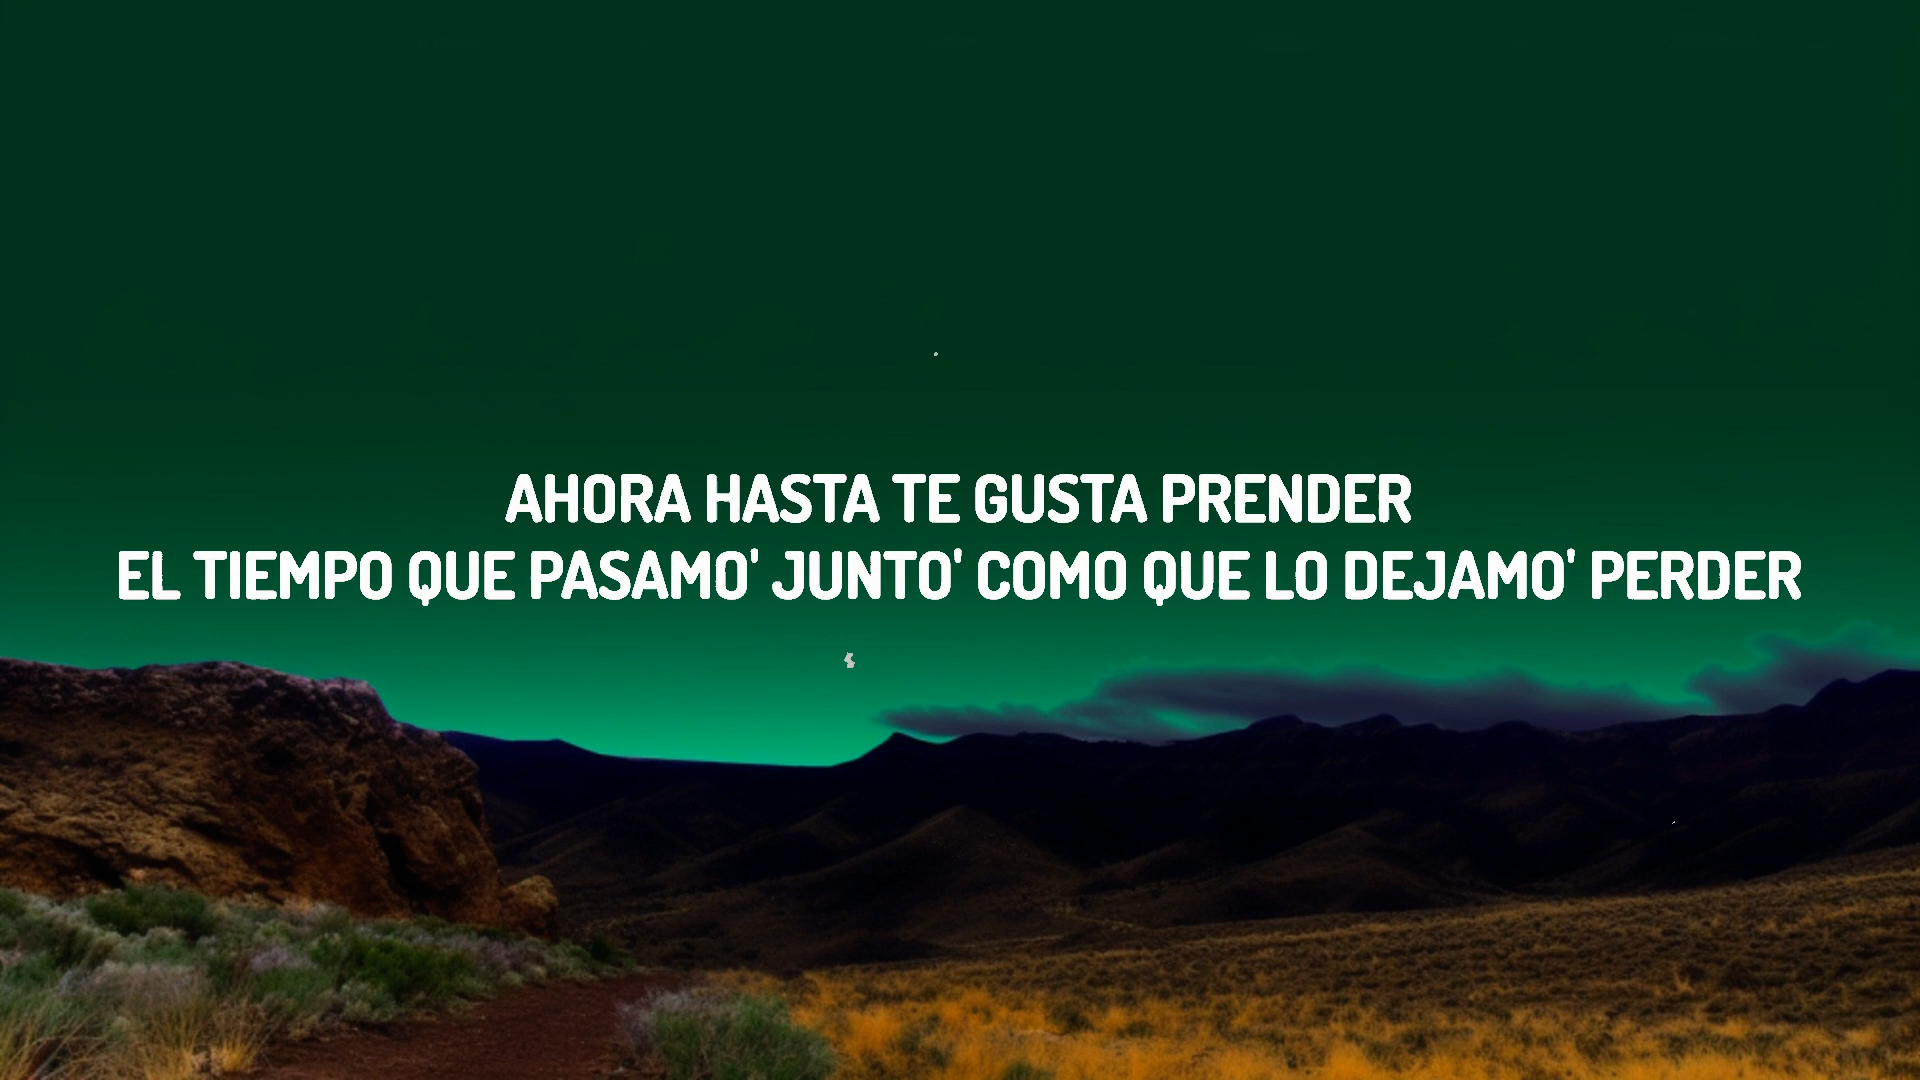 AHORA HASTA TE GUSTA PRENDER
EL TIEMPO QUE PASAMO' JUNTO' COMO QUE LO DEJAMO' PERDER